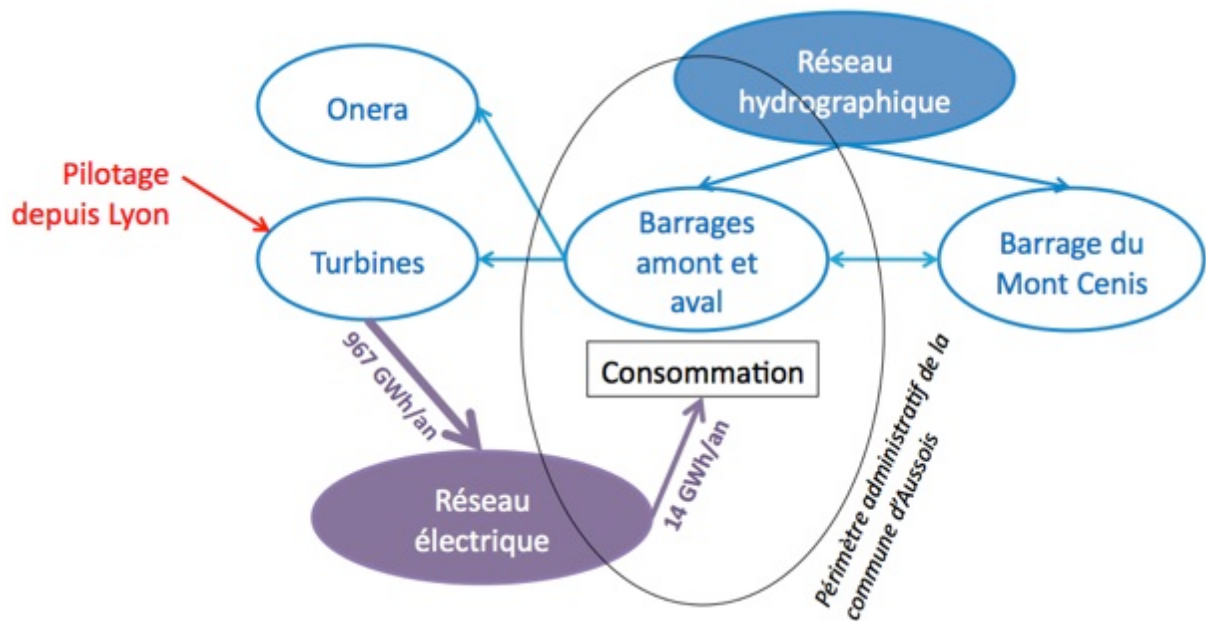 Réseau
hydrographique
Onera
Pilotage
depuis Lyon
Turbines
Barrages
amont et
aval
Barrage du
Mont Cenis
967 GWh/an
Consommation
14 GWh/an
Réseau
électrique
Périmètre administratif de la
commune d'Aussois